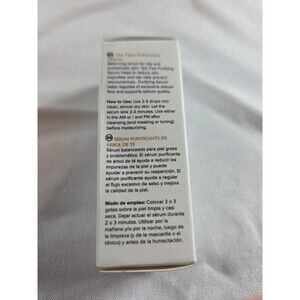 Tea Tree Purifying
Serum
Balancing serum for oily and
problematic skin. Tea Tree Purifying
Serum helps to reduce skin
impurities and can help prevent
reoccurrence. Purifying Serum
helps regulate of excessive sebum
flow and supports skin quality.
How to Use: Use 2-3 drops into
clean, almost dry skin. Let the
serum sink 2-3 minutes. Use either
in the AM or / and PM after
cleansing (and masking or toning)
before moisturizing.
SÉRUM PURIFICANTE DE
ÁRBOL DE TÉ
Sérum balanceado para piel grasa
y problemática. El sérum purificante
de árbol de té ayuda a reducir las
impurezas de la piel y puede ayudar
a evitar que reaparezcan. El sérum
purificante ayuda a regular
el flujo excesivo de sebo y mejora
la calidad de la piel.
Modo de empleo: Colocar 2 o 3
gotas sobre la piel limpia y casi
seca. Dejar actuar el sérum durante
2 o 3 minutos. Utilizar por la
mañana y/o por la noche, luego de
la limpieza (y de la mascarilla o el
tónico) y antes de la humectación.